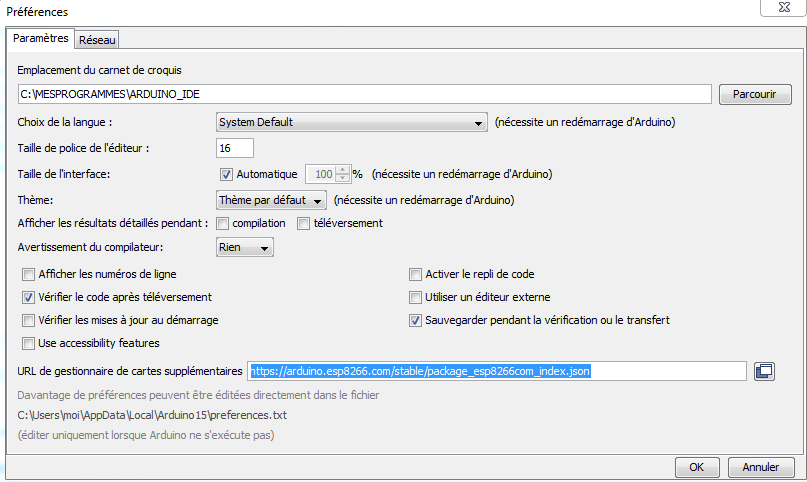 Préférences
Paramètres Réseau
Emplacement du carnet de croquis
C:\MESPROGRAMMES\ARDUINO_IDE Parcourir
Choix de la langue : System Default (nécessite un redémarrage d'Arduino)
Taille de police de l'éditeur : 16
Taille de l'interface: Automatique 100 % (nécessite un redémarrage d'Arduino)
Thème: Thème par défaut (nécessite un redémarrage d'Arduino)
Afficher les résultats détaillés pendant : compilation téléversement
Avertissement du compilateur: Rien
Afficher les numéros de ligne Activer le repli de code
Vérifier le code après téléversement Utiliser un éditeur externe
Vérifier les mises à jour au démarrage Sauvegarder pendant la vérification ou le transfert
Use accessibility features
URL de gestionnaire de cartes supplémentaires https://arduino.esp8266.com/stable/package_esp8266com_index.json
Davantage de préférences peuvent être éditées directement dans le fichier
C:\Users\moi\AppData\Local\Arduino15\preferences.txt
(éditer uniquement lorsque Arduino ne s'exécute pas)
OK Annuler